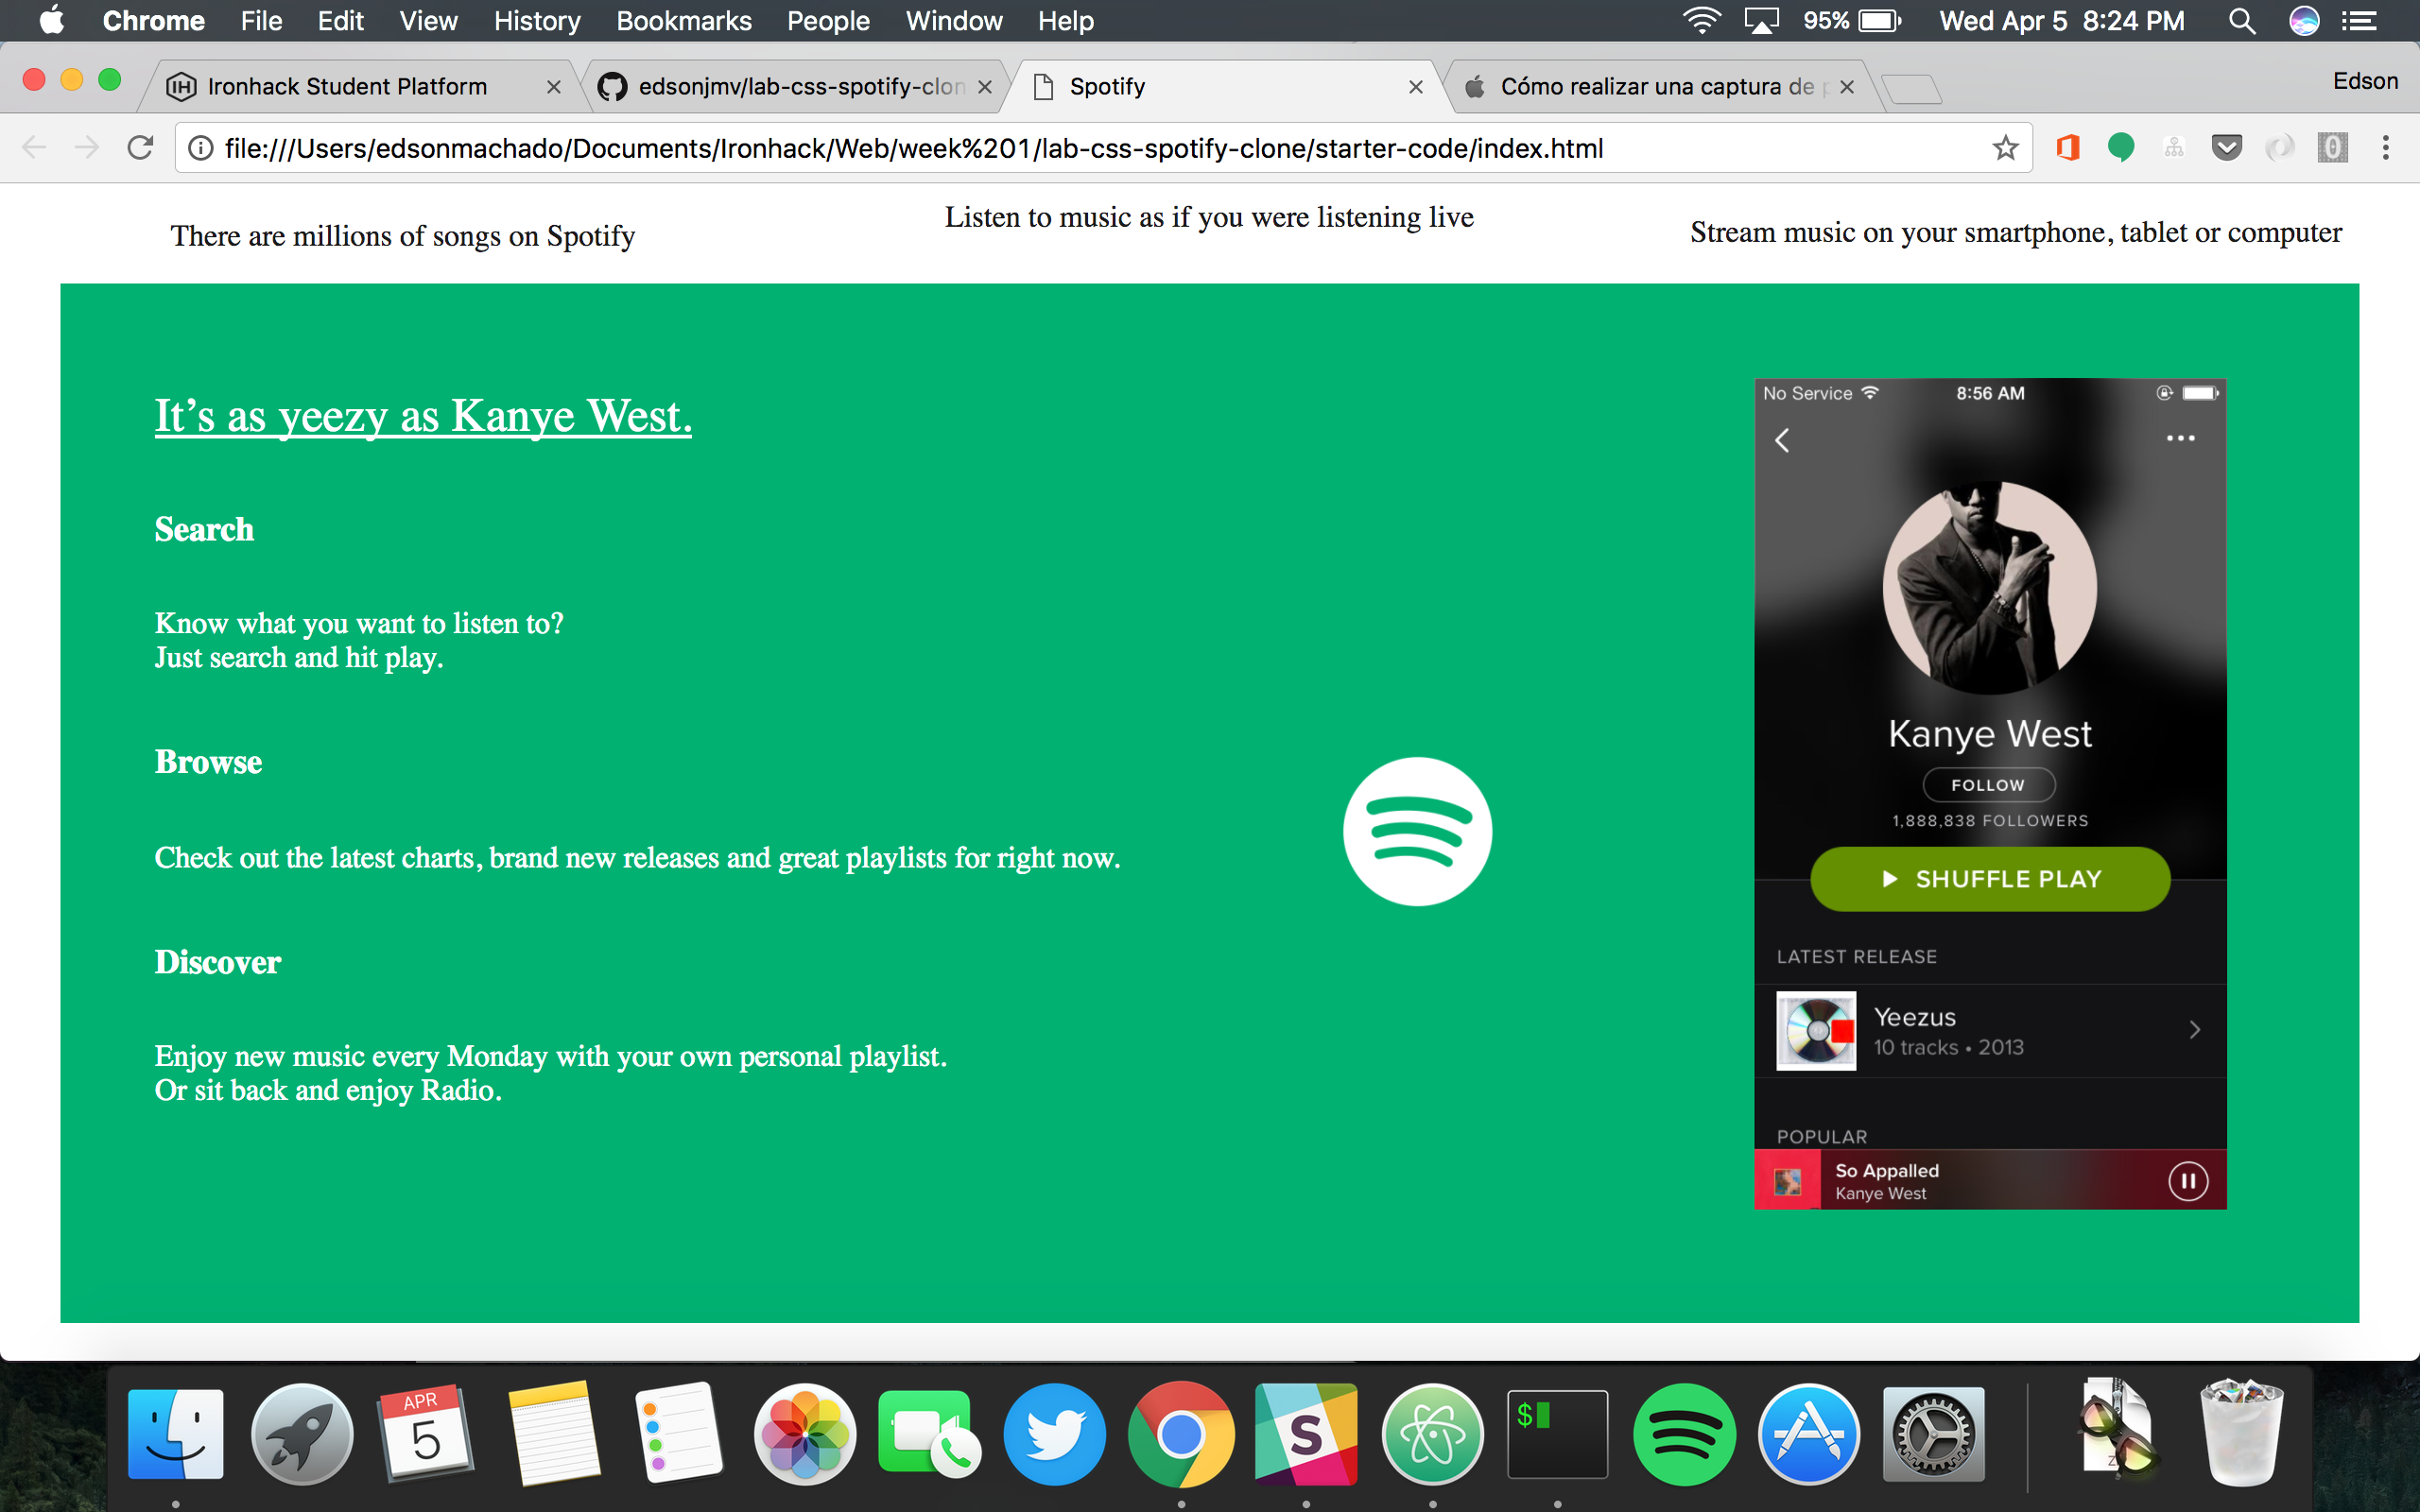 Chrome File Edit View History Bookmarks People Window Help 95% Wed Apr 5 8:24 PM
Ironhack Student Platform edsonjmv/lab-css-spotify-clon Spotify Cómo realizar una captura de p Edson
file:///Users/edsonmachado/Documents/Ironhack/Web/week%201/lab-css-spotify-clone/starter-code/index.html
There are millions of songs on Spotify
Listen to music as if you were listening live
Stream music on your smartphone, tablet or computer
It’s as yeezy as Kanye West.
Search
Know what you want to listen to?
Just search and hit play.
Browse
Check out the latest charts, brand new releases and great playlists for right now.
Discover
Enjoy new music every Monday with your own personal playlist.
Or sit back and enjoy Radio.
No Service 8:56 AM
Kanye West
FOLLOW
1,888,838 FOLLOWERS
SHUFFLE PLAY
LATEST RELEASE
Yeezus
10 tracks • 2013
POPULAR
So Appalled
Kanye West
APR
5
S
$